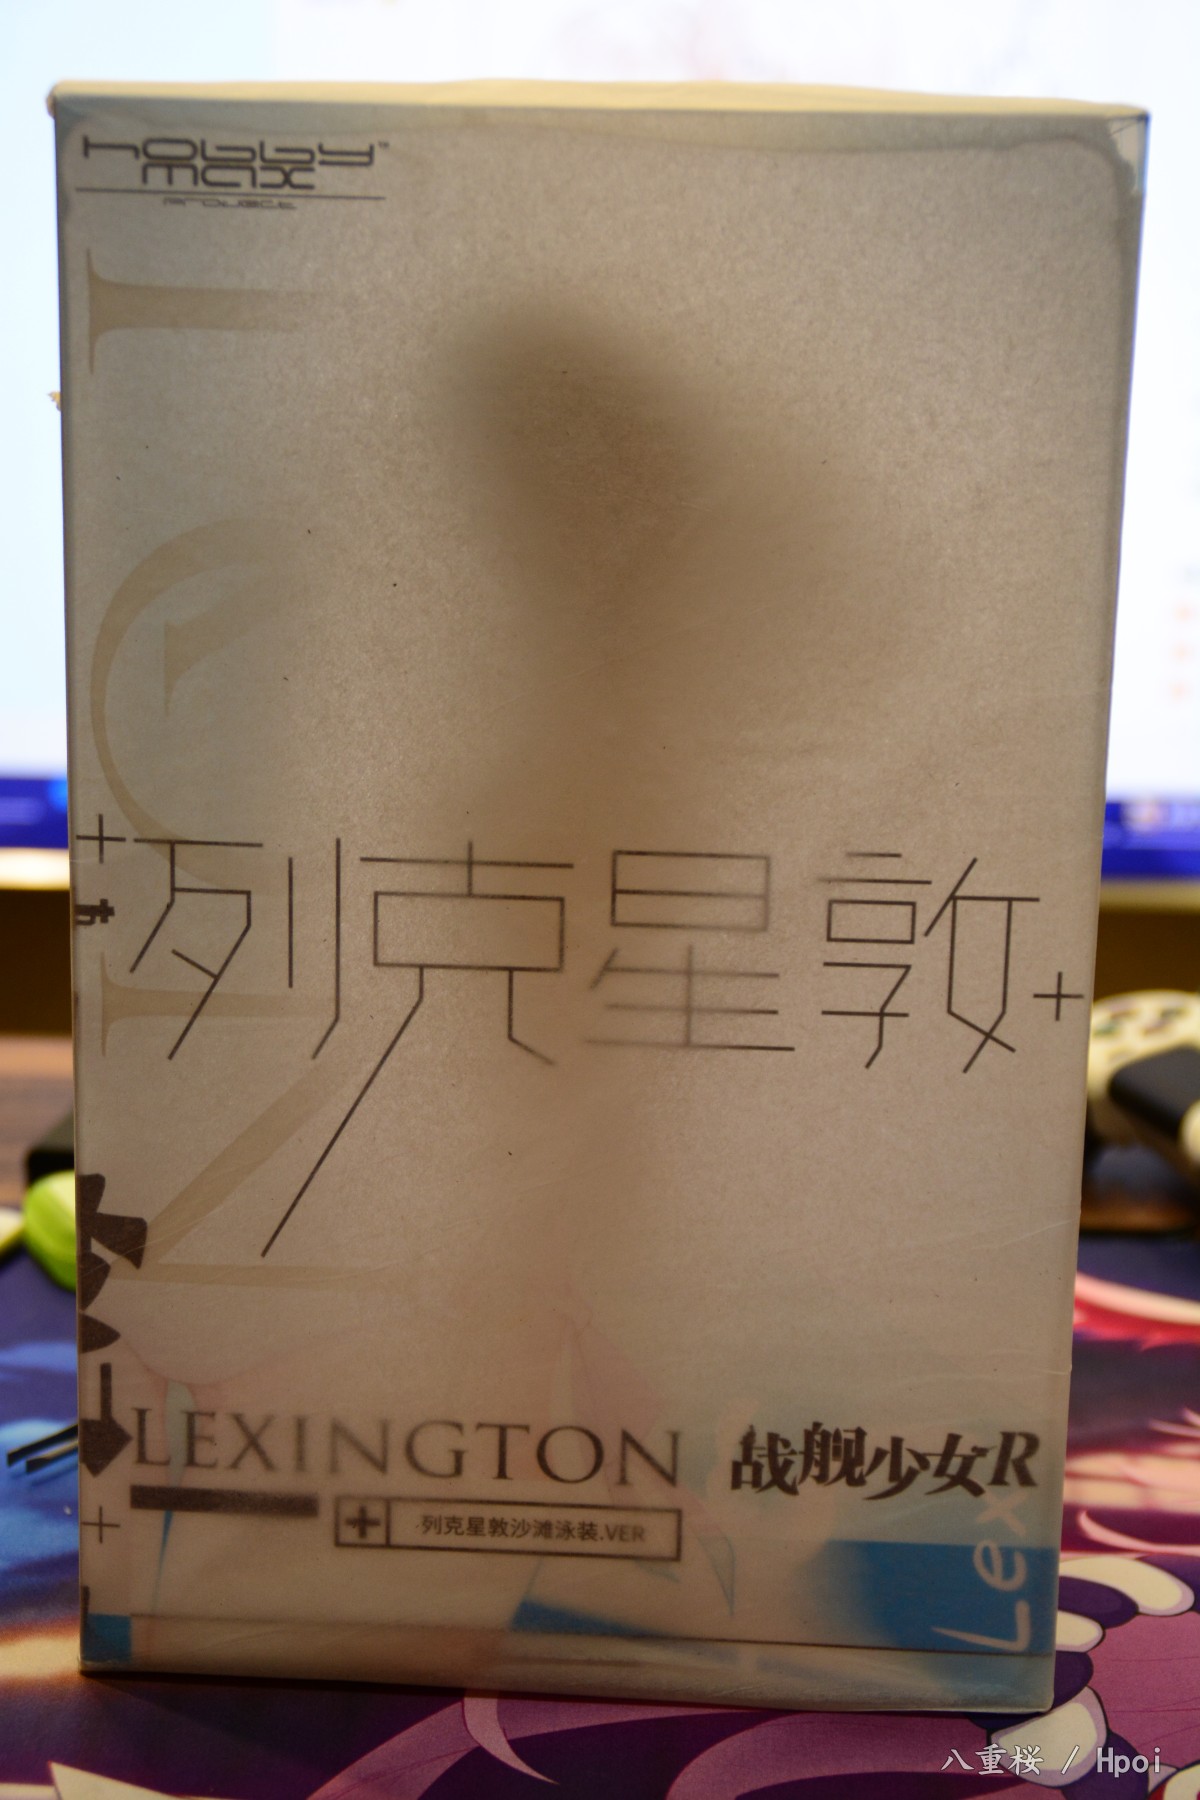 hobby
max™
Project
+列克星敦+
LEXINGTON
战舰少女R
列克星敦沙滩泳装.VER
Lex
八重桜 / Hpoi